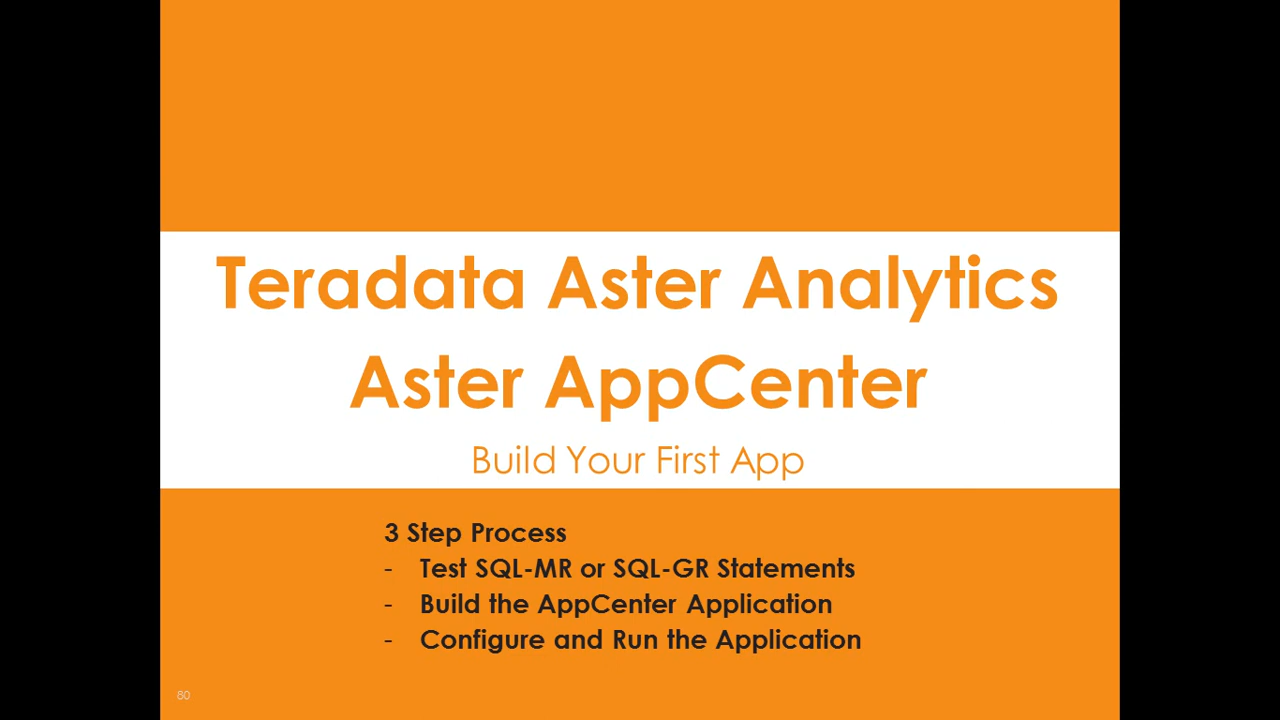 Teradata Aster Analytics
Aster AppCenter
Build Your First App
3 Step Process
- Test SQL-MR or SQL-GR Statements
- Build the AppCenter Application
- Configure and Run the Application
80